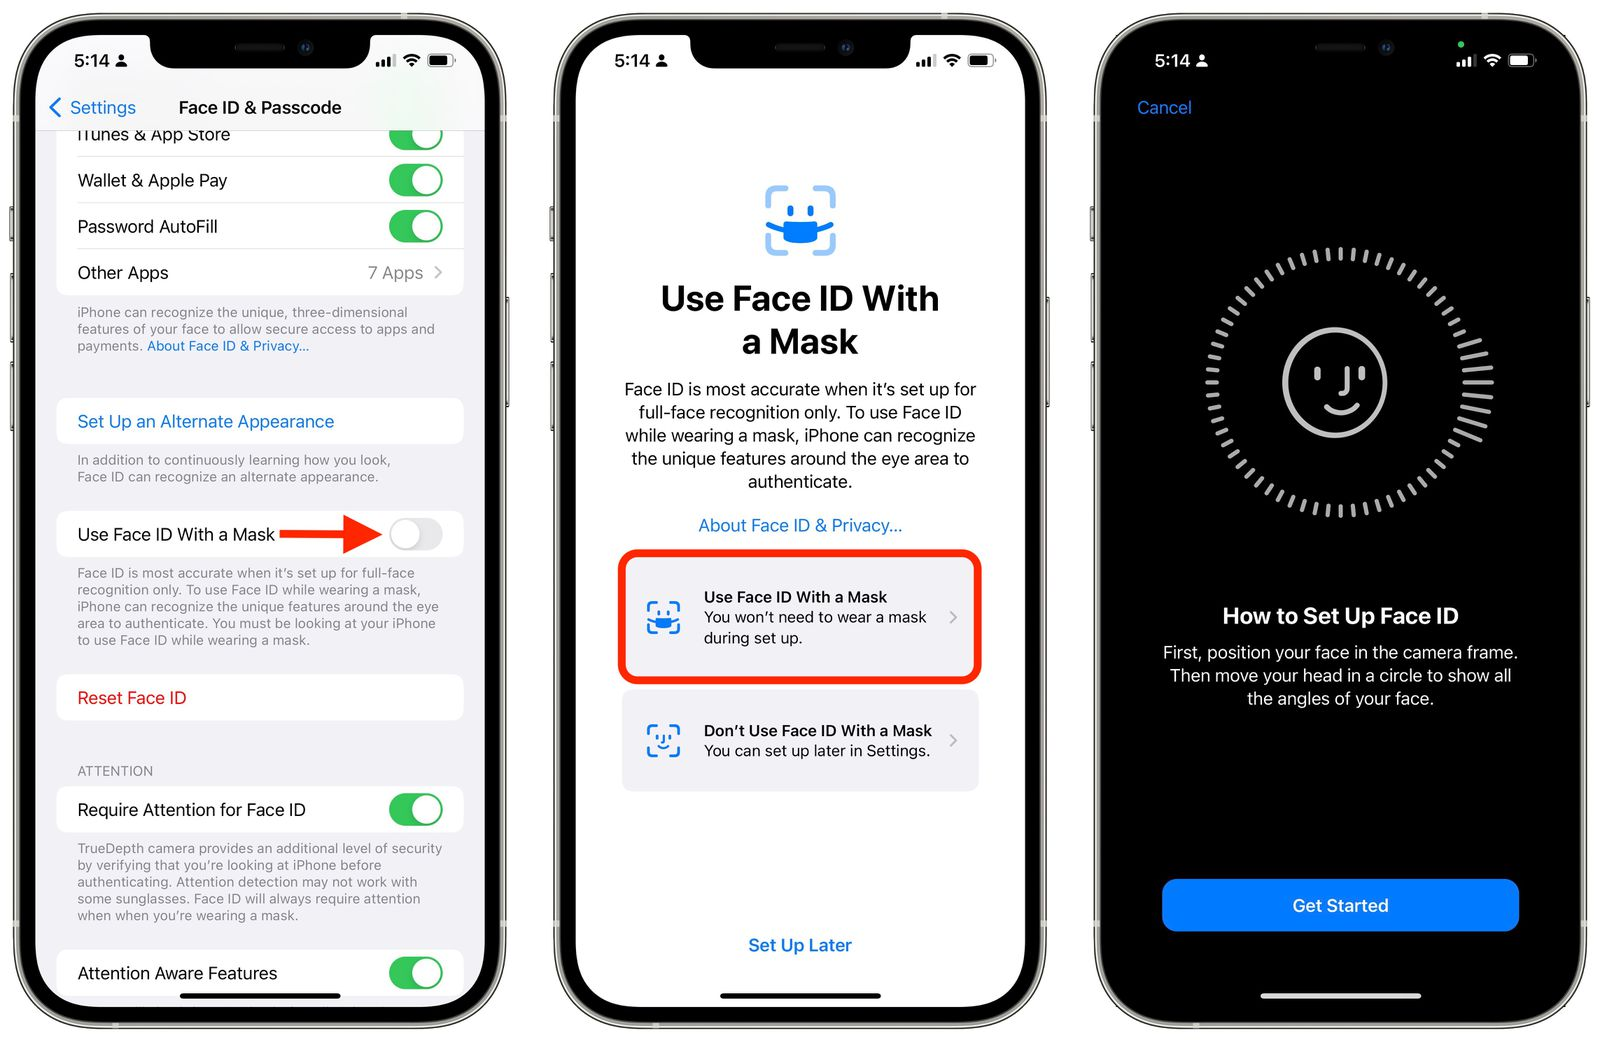 5:14
Settings
Face ID & Passcode
iTunes & App Store
Wallet & Apple Pay
Password AutoFill
Other Apps 7 Apps
iPhone can recognize the unique, three-dimensional
features of your face to allow secure access to apps and
payments. About Face ID & Privacy...
Set Up an Alternate Appearance
In addition to continuously learning how you look,
Face ID can recognize an alternate appearance.
Use Face ID With a Mask
Face ID is most accurate when it's set up for full-face
recognition only. To use Face ID while wearing a mask,
iPhone can recognize the unique features around the eye
area to authenticate. You must be looking at your iPhone
to use Face ID while wearing a mask.
Reset Face ID
ATTENTION
Require Attention for Face ID
TrueDepth camera provides an additional level of security
by verifying that you're looking at iPhone before
authenticating. Attention detection may not work with
some sunglasses. Face ID will always require attention
when when you're wearing a mask.
Attention Aware Features
5:14
Use Face ID With
a Mask
Face ID is most accurate when it's set up for
full-face recognition only. To use Face ID
while wearing a mask, iPhone can recognize
the unique features around the eye area to
authenticate.
About Face ID & Privacy...
Use Face ID With a Mask
You won't need to wear a mask
during set up.
Don't Use Face ID With a Mask
You can set up later in Settings.
Set Up Later
5:14
Cancel
How to Set Up Face ID
First, position your face in the camera frame.
Then move your head in a circle to show all
the angles of your face.
Get Started